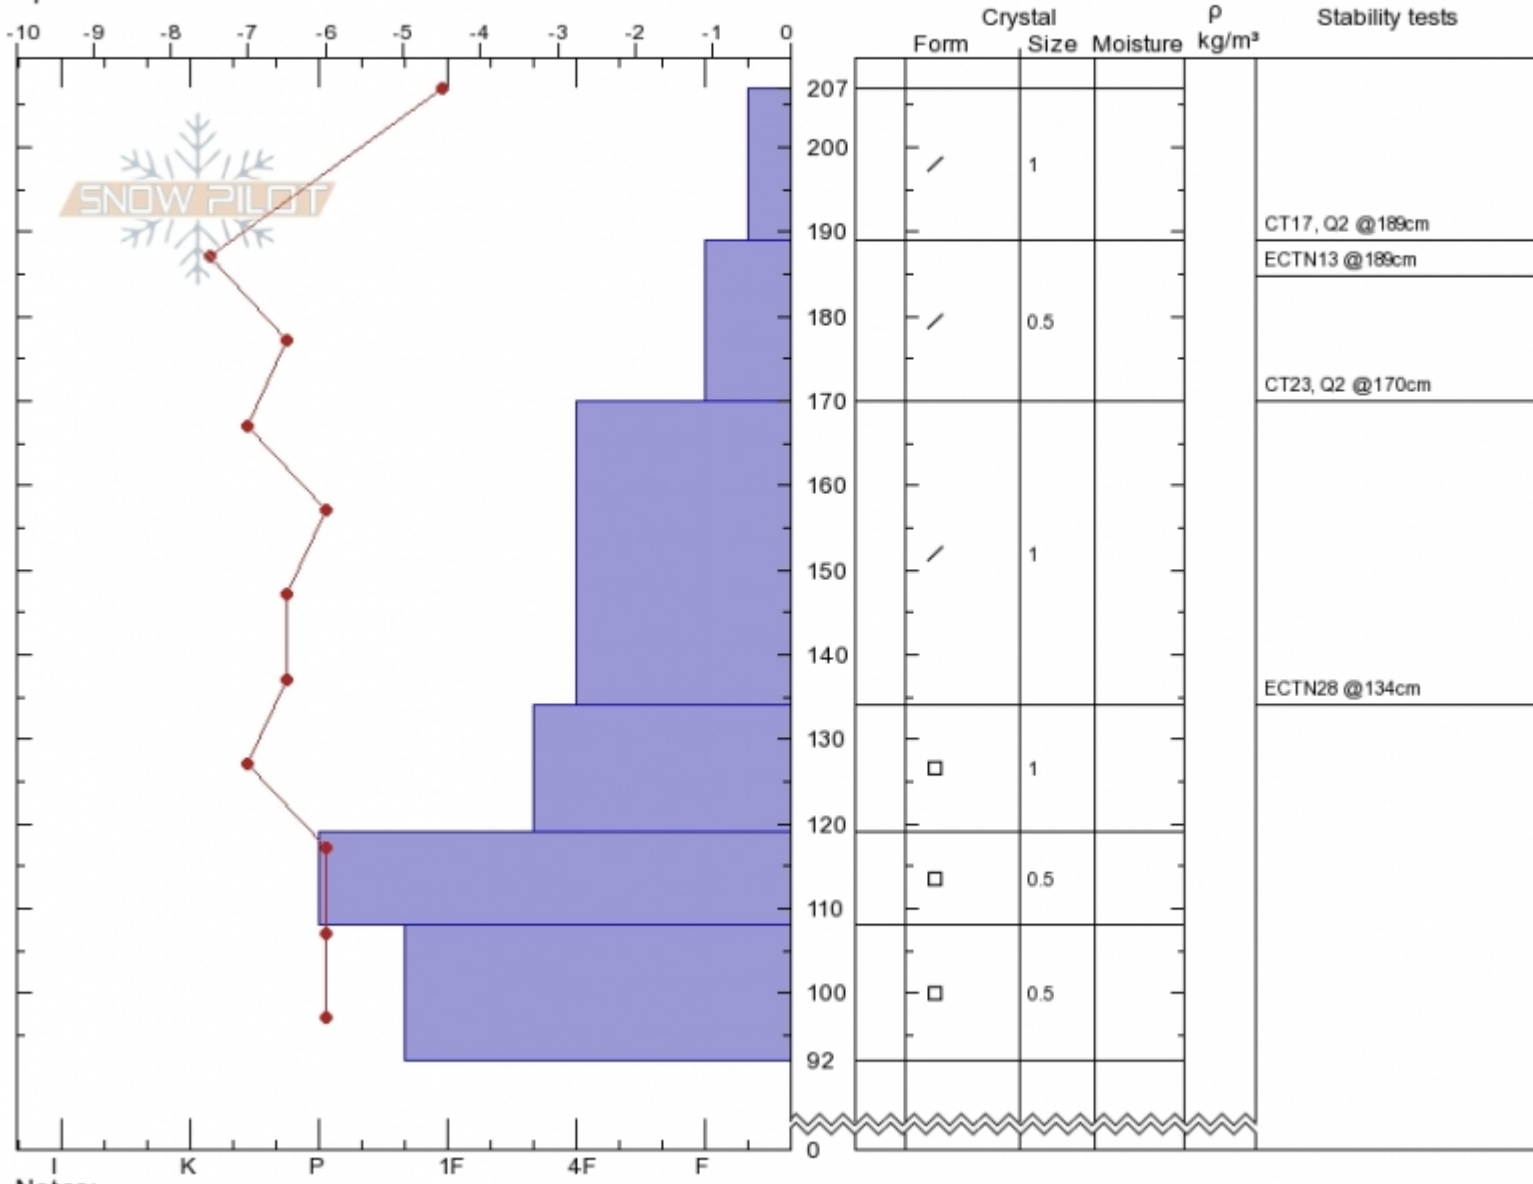 -10 -9 -8 -7 -6 -5 -4 -3 -2 -1 0
Crystal
ρ
Stability tests
Form Size Moisture kg/m³
207
SNOW PILOT
200
1
190
CT17, Q2 @189cm
ECTN13 @189cm
180
0.5
CT23, Q2 @170cm
170
160
150
1
140
ECTN28 @134cm
130
1
120
0.5
110
100
0.5
92
0
I K P 1F 4F F